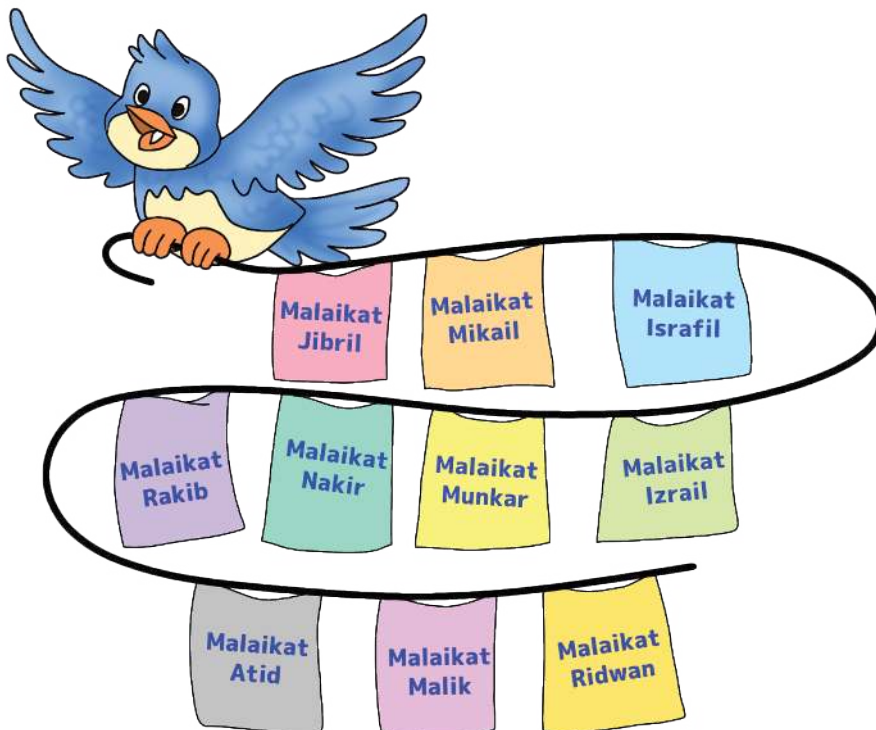 Malaikat
Jibril
Malaikat
Mikail
Malaikat
Israfil
Malaikat
Rakib
Malaikat
Nakir
Malaikat
Munkar
Malaikat
Izrail
Malaikat
Atid
Malaikat
Malik
Malaikat
Ridwan